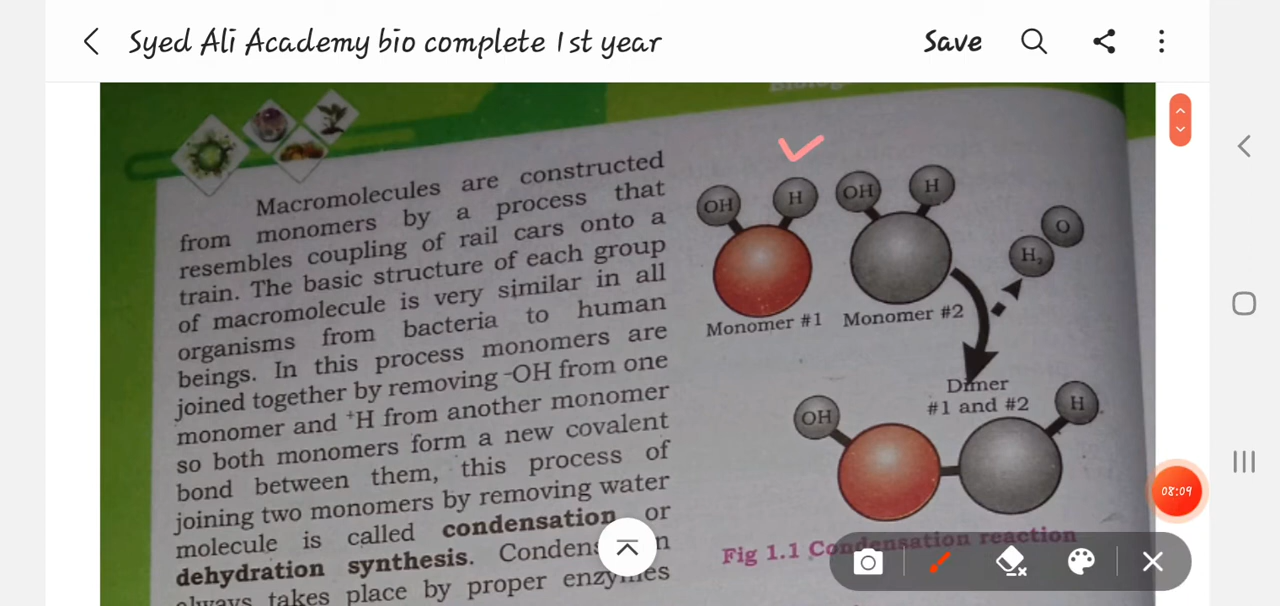 Syed Ali Academy bio complete 1st year
Save
Macromolecules are constructed
from monomers by a process that
resembles coupling of rail cars onto a
train. The basic structure of each group
of macromolecule is very similar in all
organisms from bacteria to human
beings. In this process monomers are
joined together by removing -OH from one
monomer and +H from another monomer
so both monomers form a new covalent
bond between them, this process of
joining two monomers by removing water
molecule is called condensation or
dehydration synthesis.
always takes place by proper enzymes
OH H OH H
H₂ O
Monomer #1 Monomer #2
Dimer
#1 and #2
OH H
Fig 1.1 Condensation reaction
08:09